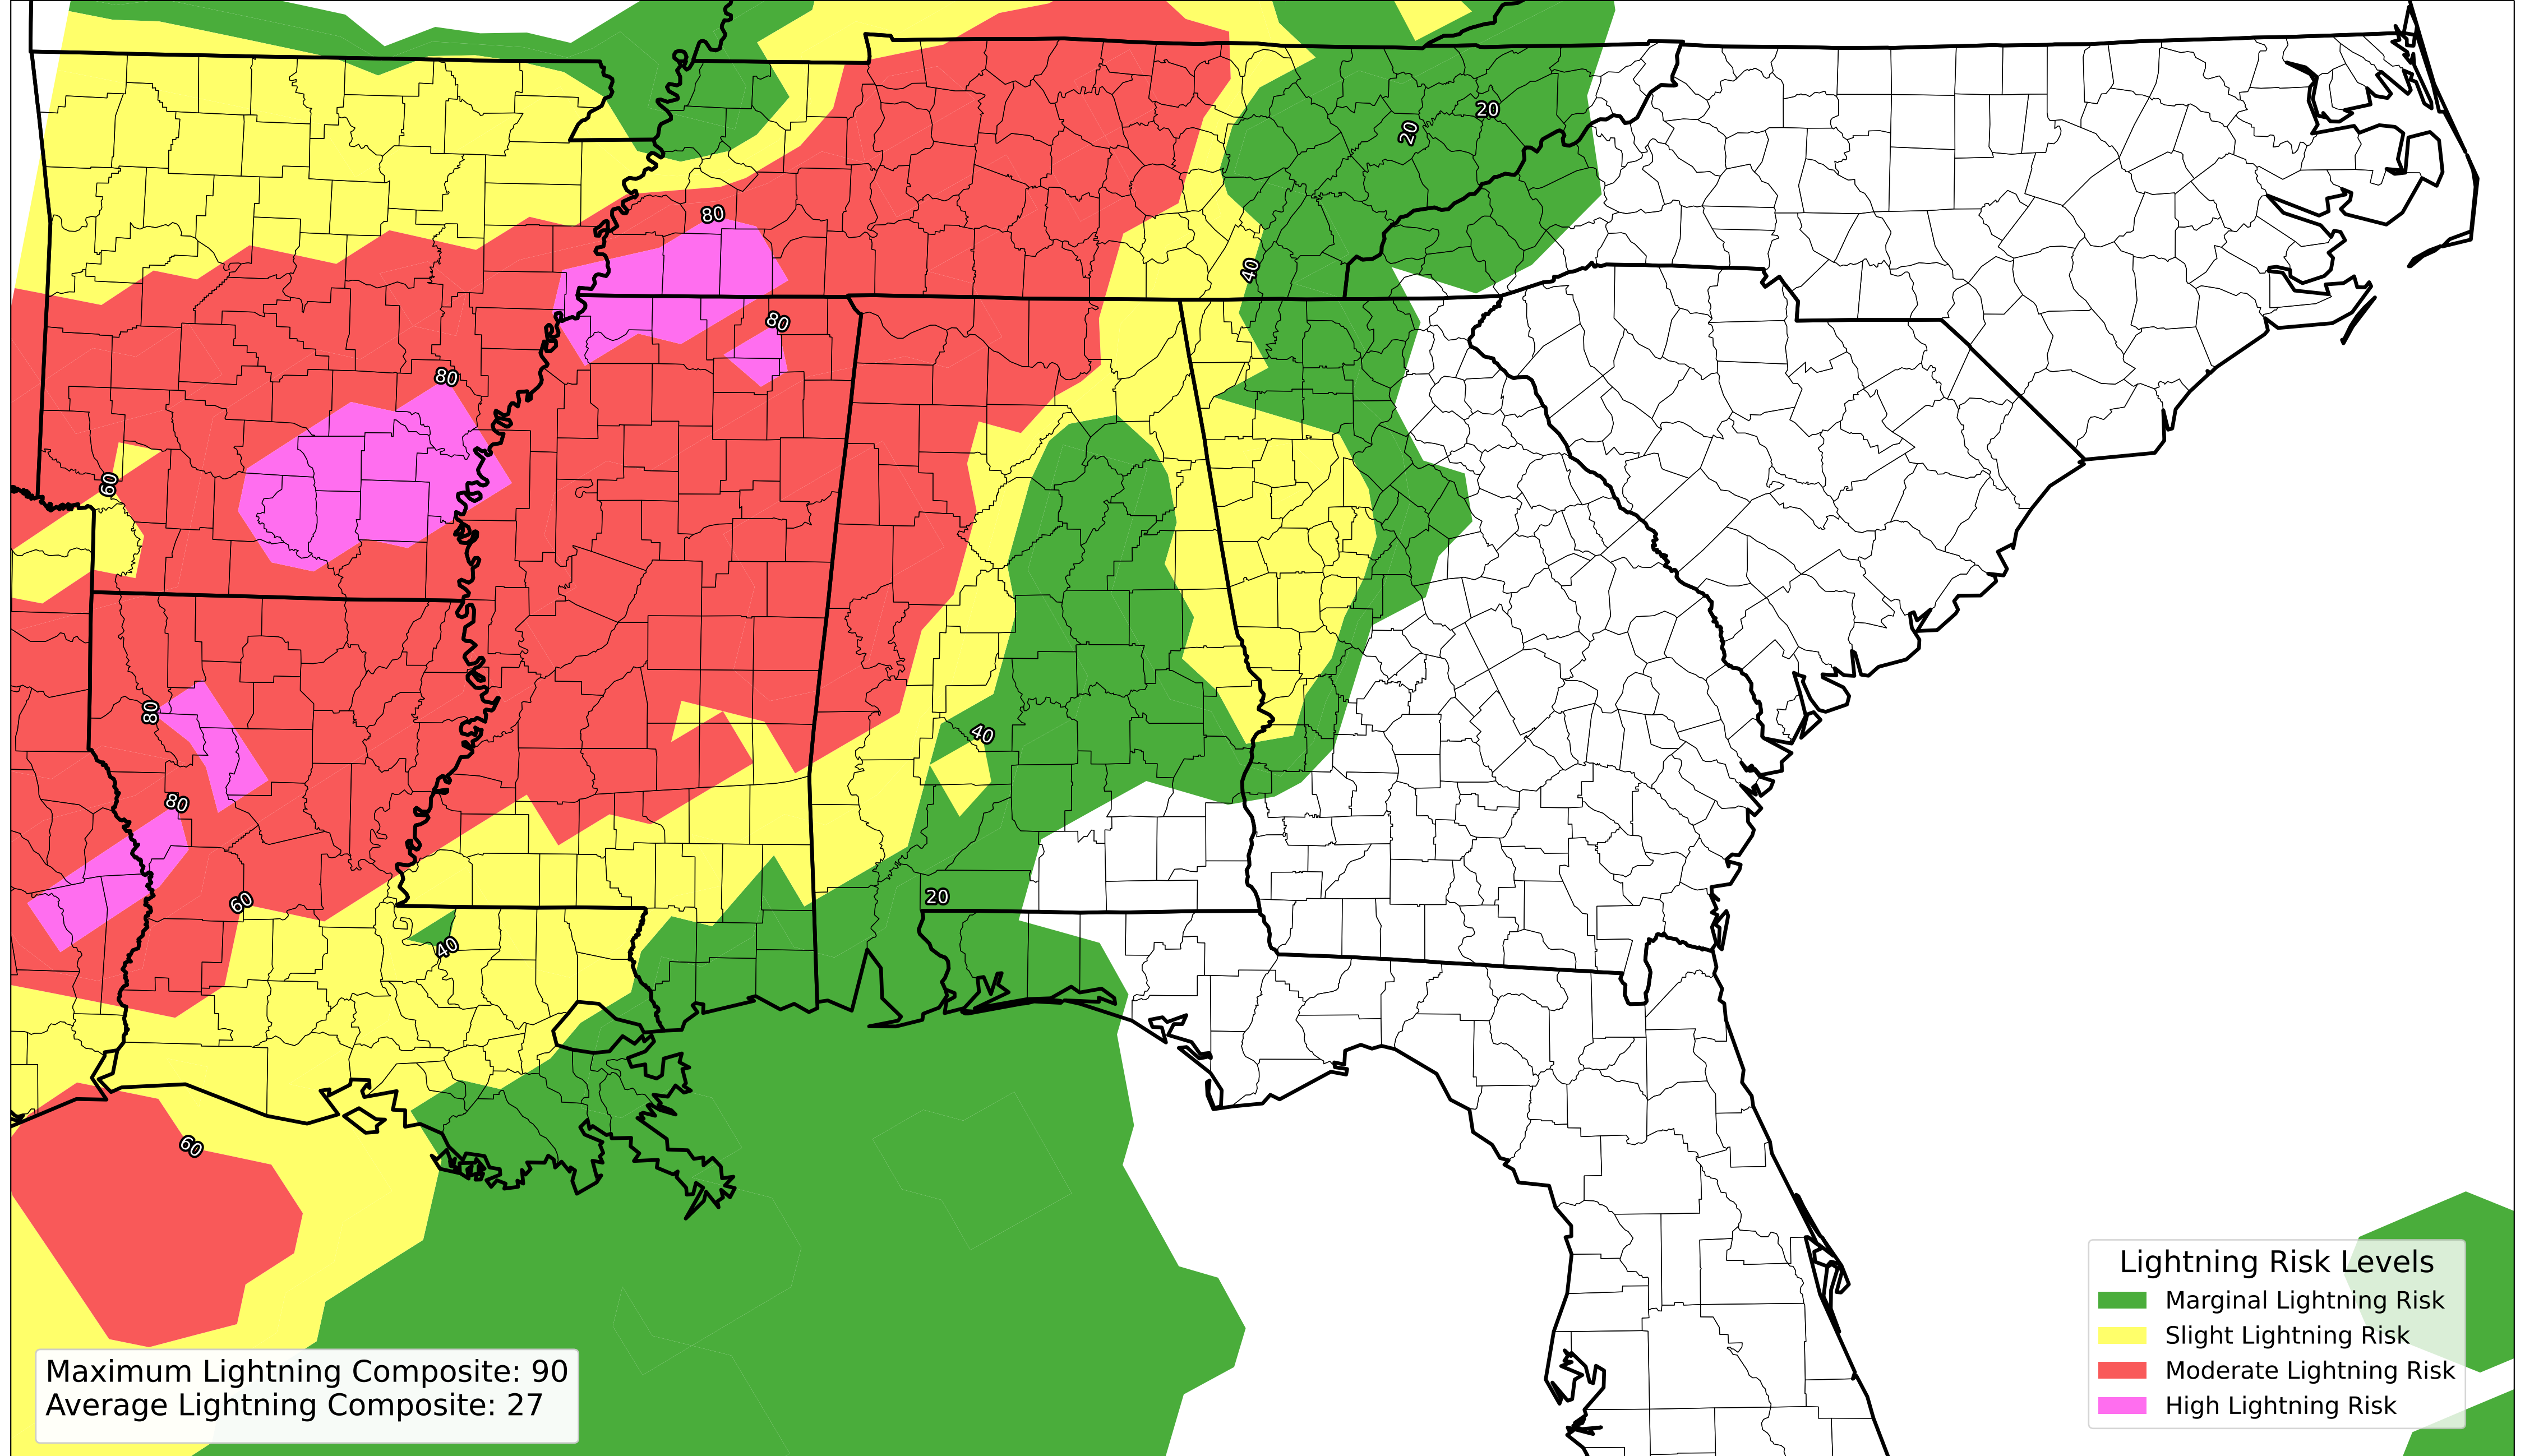 20
20
80
40
80
80
60
80
40
80
20
60
40
60
Lightning Risk Levels
Marginal Lightning Risk
Slight Lightning Risk
Moderate Lightning Risk
High Lightning Risk
Maximum Lightning Composite: 90
Average Lightning Composite: 27